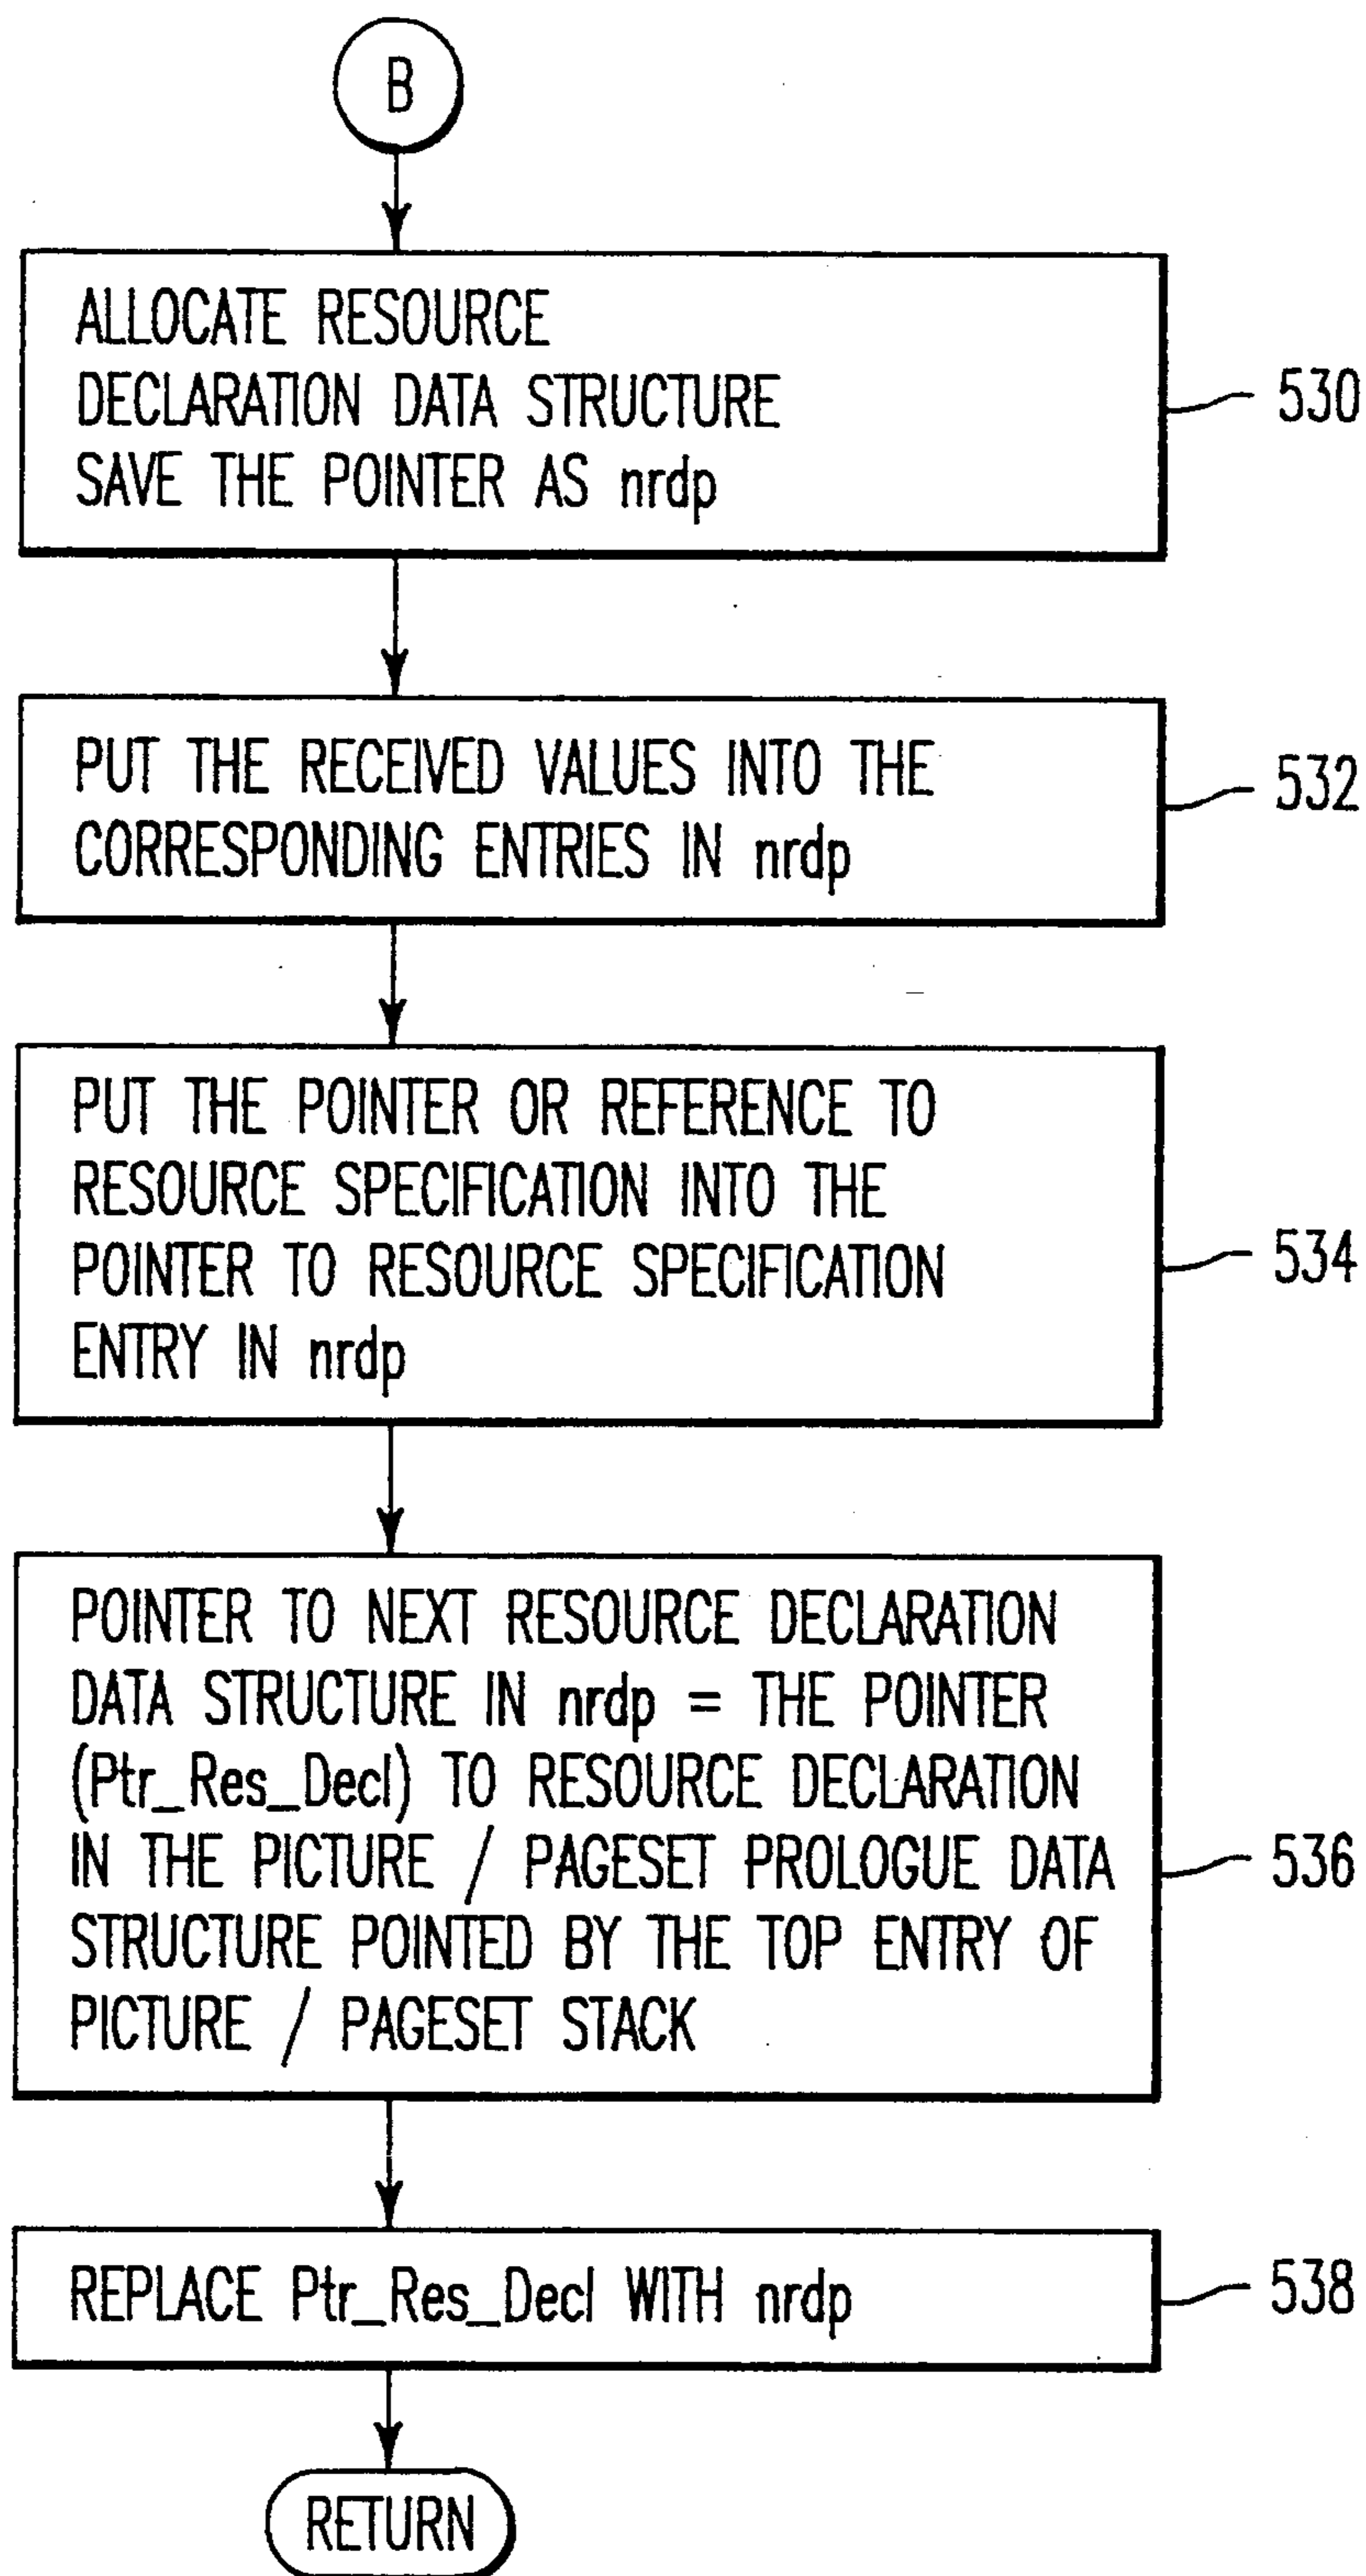 B
ALLOCATE RESOURCE
DECLARATION DATA STRUCTURE
SAVE THE POINTER AS nrdp
530
PUT THE RECEIVED VALUES INTO THE
CORRESPONDING ENTRIES IN nrdp
532
PUT THE POINTER OR REFERENCE TO
RESOURCE SPECIFICATION INTO THE
POINTER TO RESOURCE SPECIFICATION
ENTRY IN nrdp
534
POINTER TO NEXT RESOURCE DECLARATION
DATA STRUCTURE IN nrdp = THE POINTER
(Ptr_Res_Decl) TO RESOURCE DECLARATION
IN THE PICTURE / PAGESET PROLOGUE DATA
STRUCTURE POINTED BY THE TOP ENTRY OF
PICTURE / PAGESET STACK
536
REPLACE Ptr_Res_Decl WITH nrdp
538
RETURN